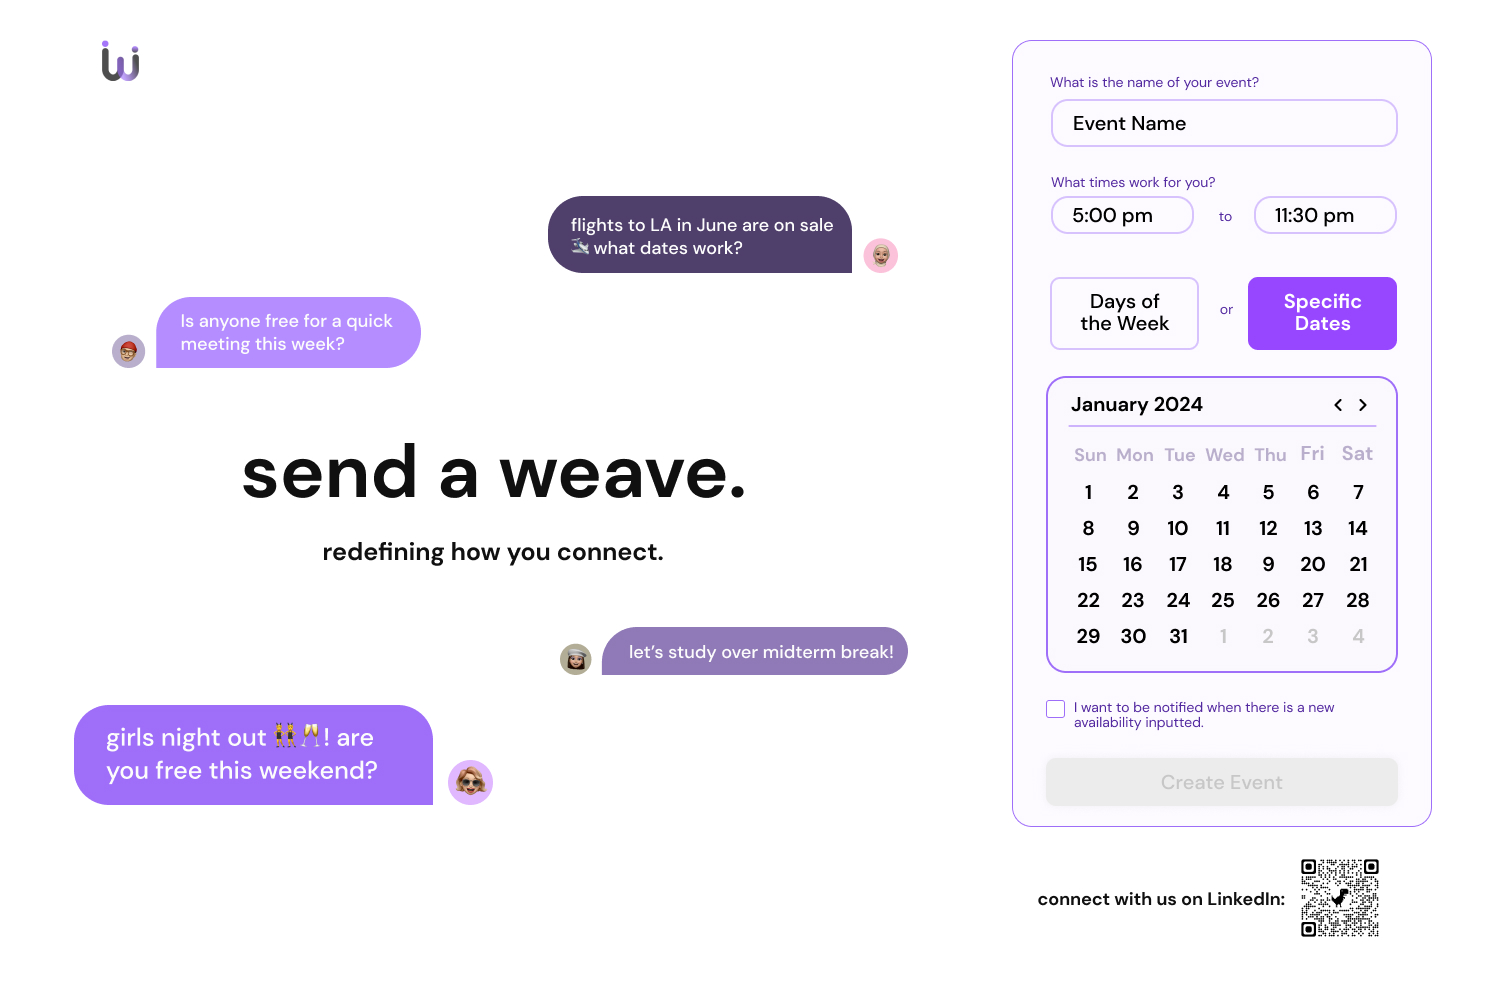 flights to LA in June are on sale
🛫 what dates work?
Is anyone free for a quick
meeting this week?
send a weave.
redefining how you connect.
let’s study over midterm break!
girls night out 👯🥂! are
you free this weekend?
What is the name of your event?
Event Name
What times work for you?
5:00 pm to 11:30 pm
Days of
the Week
or
Specific
Dates
January 2024
Sun Mon Tue Wed Thu Fri Sat
1 2 3 4 5 6 7
8 9 10 11 12 13 14
15 16 17 18 9 20 21
22 23 24 25 26 27 28
29 30 31 1 2 3 4
I want to be notified when there is a new
availability inputted.
Create Event
connect with us on LinkedIn: